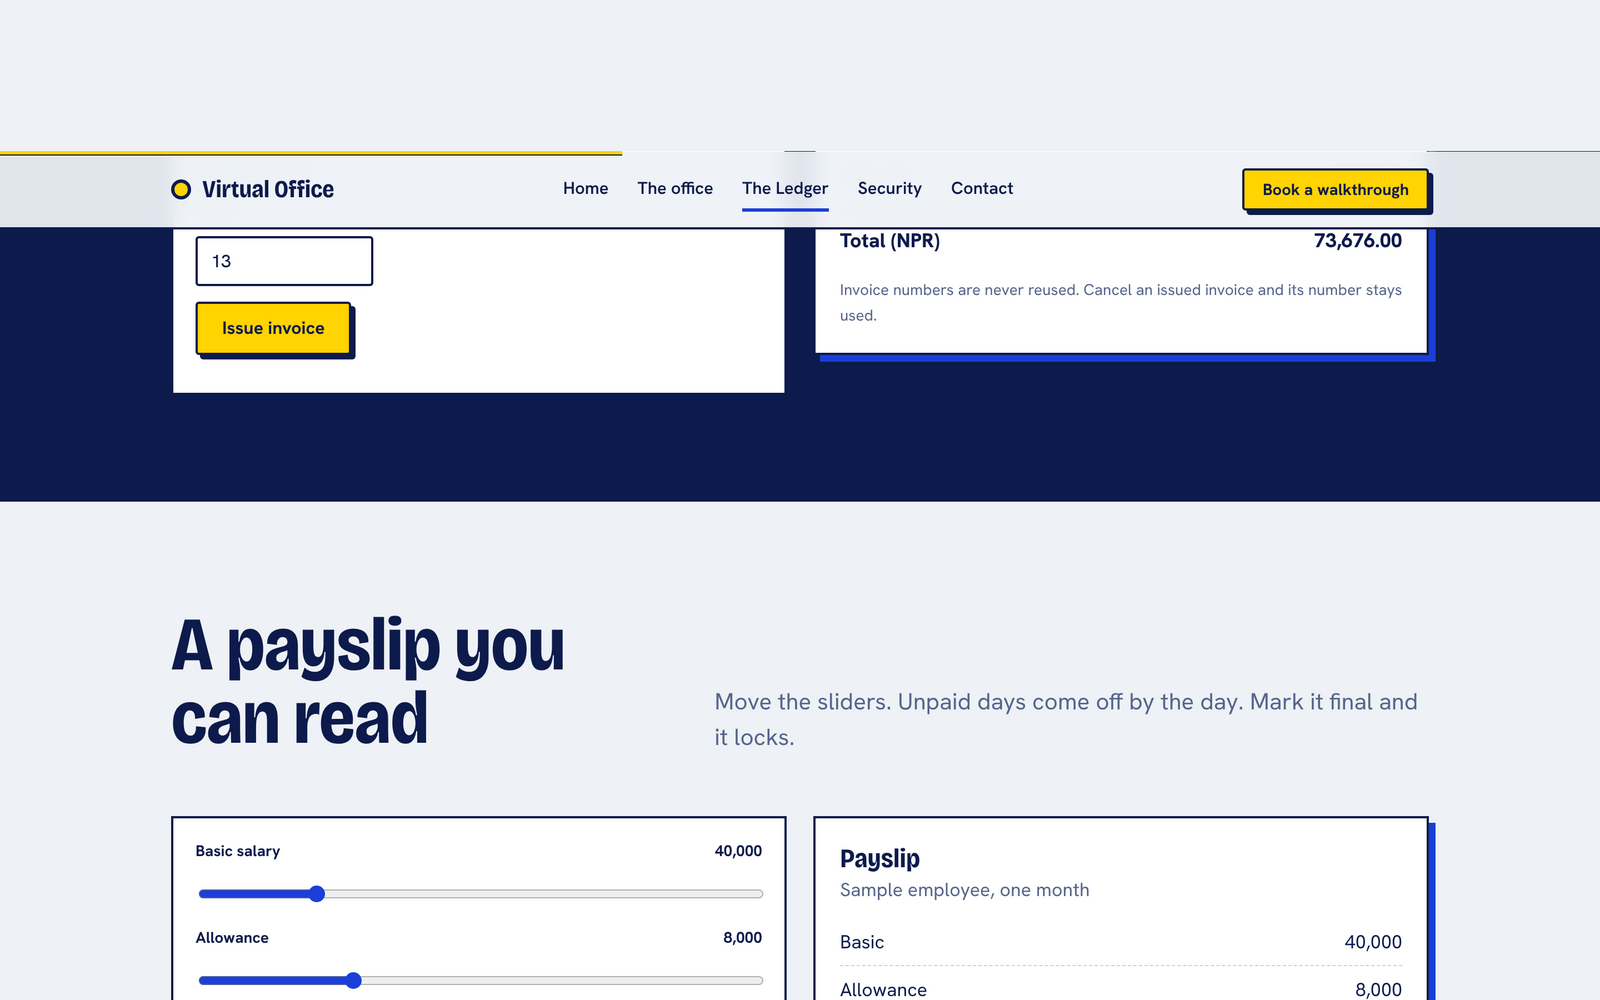 Virtual Office
Home
The office
The Ledger
Security
Contact
Book a walkthrough
13
Issue invoice
Total (NPR) 73,676.00
Invoice numbers are never reused. Cancel an issued invoice and its number stays
used.
A payslip you
can read
Move the sliders. Unpaid days come off by the day. Mark it final and
it locks.
Basic salary 40,000
Allowance 8,000
Payslip
Sample employee, one month
Basic 40,000
Allowance 8,000